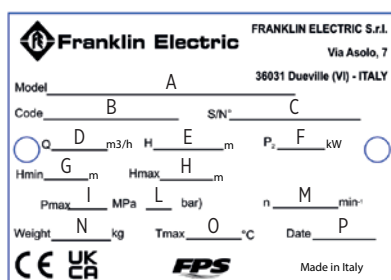 Franklin Electric
FRANKLIN ELECTRIC S.r.l.
Via Asolo, 7
36031 Dueville (VI) - ITALY
Model A
Code B S/N° C
Q D m3/h H E m P2 F kW
Hmin G m Hmax H m
Pmax I MPa L bar) n M min-1
Weight N kg Tmax O °C Date P
CE UK CA FPS Made in Italy